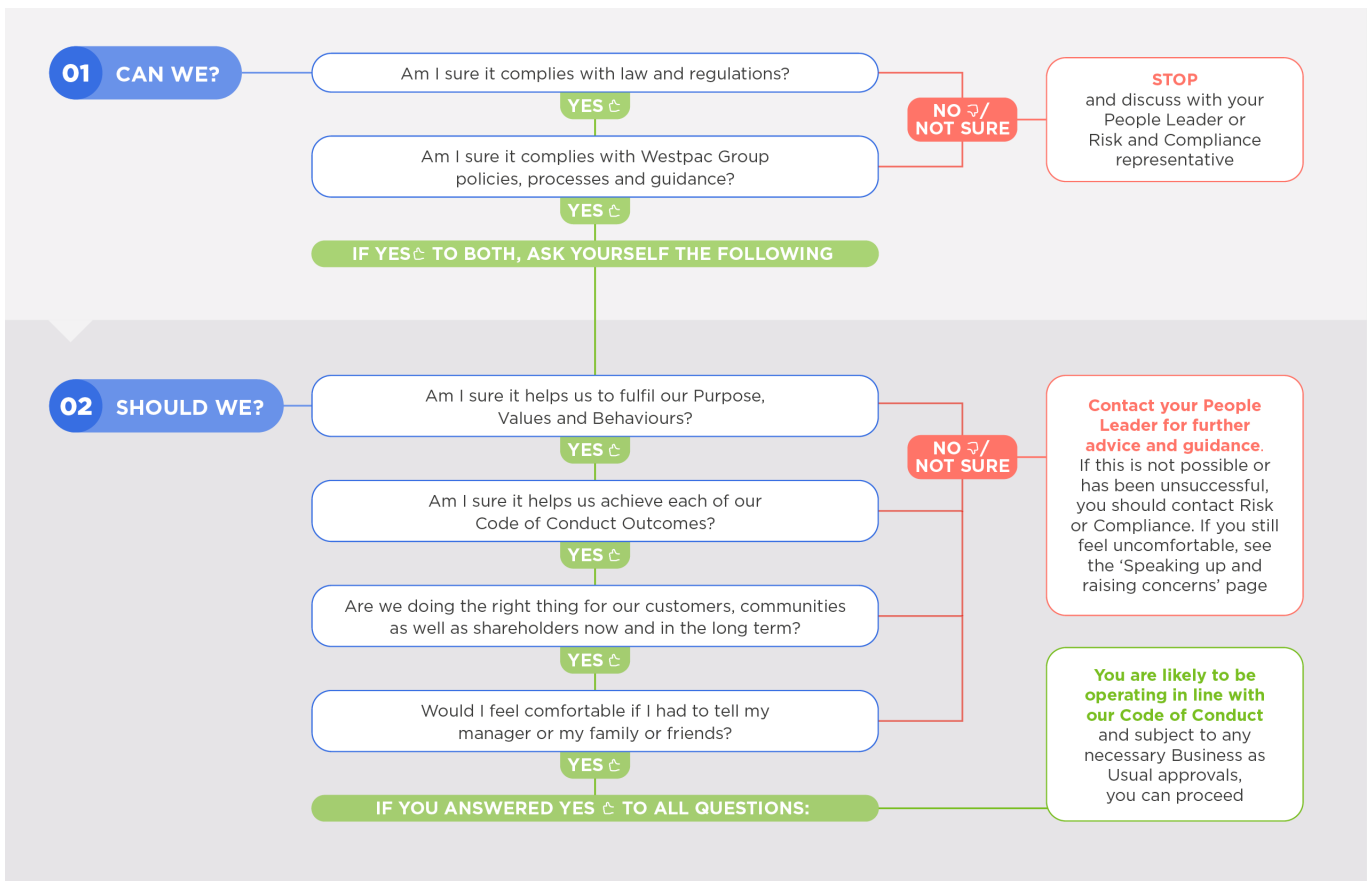 01 CAN WE?
Am I sure it complies with law and regulations?
YES
Am I sure it complies with Westpac Group
policies, processes and guidance?
YES
NO /
NOT SURE
STOP
and discuss with your
People Leader or
Risk and Compliance
representative
IF YES TO BOTH, ASK YOURSELF THE FOLLOWING
02 SHOULD WE?
Am I sure it helps us to fulfil our Purpose,
Values and Behaviours?
YES
Am I sure it helps us achieve each of our
Code of Conduct Outcomes?
YES
Are we doing the right thing for our customers, communities
as well as shareholders now and in the long term?
YES
Would I feel comfortable if I had to tell my
manager or my family or friends?
YES
NO /
NOT SURE
Contact your People
Leader for further
advice and guidance.
If this is not possible or
has been unsuccessful,
you should contact Risk
or Compliance. If you still
feel uncomfortable, see
the ‘Speaking up and
raising concerns’ page
IF YOU ANSWERED YES TO ALL QUESTIONS:
You are likely to be
operating in line with
our Code of Conduct
and subject to any
necessary Business as
Usual approvals,
you can proceed